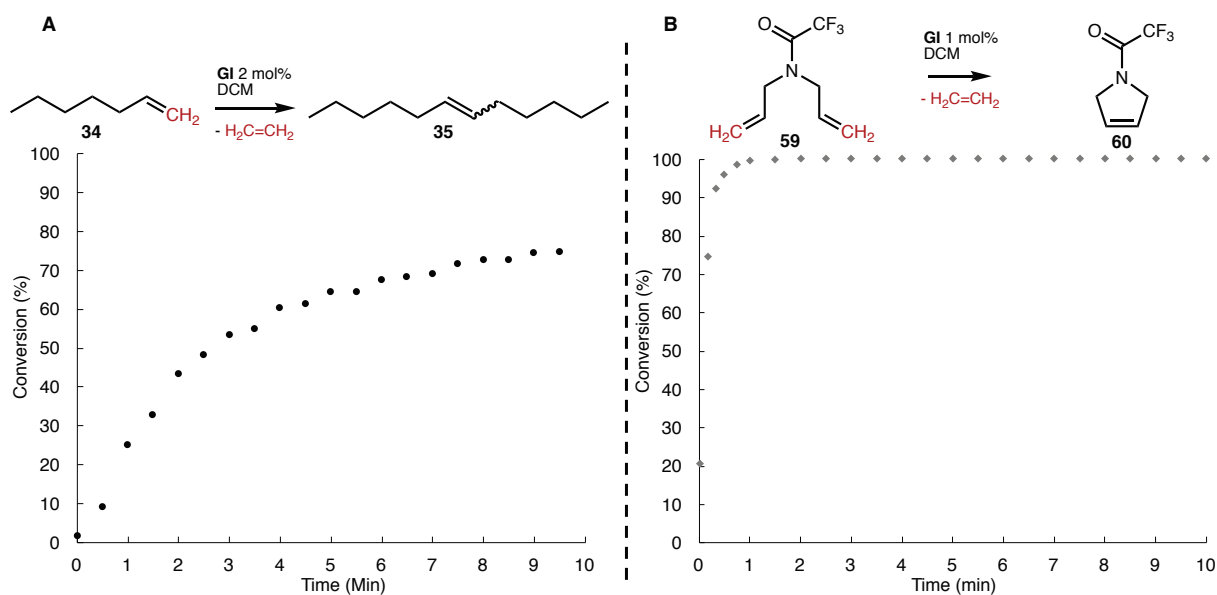 A
GI 2 mol%
DCM
CH₂
34
- H₂C=CH₂
35
100
90
80
70
60
50
40
30
20
10
0
Conversion (%)
0 1 2 3 4 5 6 7 8 9 10
Time (Min)
B
O
CF₃
N
H₂C
CH₂
59
GI 1 mol%
DCM
- H₂C=CH₂
O
CF₃
N
60
100
90
80
70
60
50
40
30
20
10
0
Conversion (%)
0 1 2 3 4 5 6 7 8 9 10
Time (min)